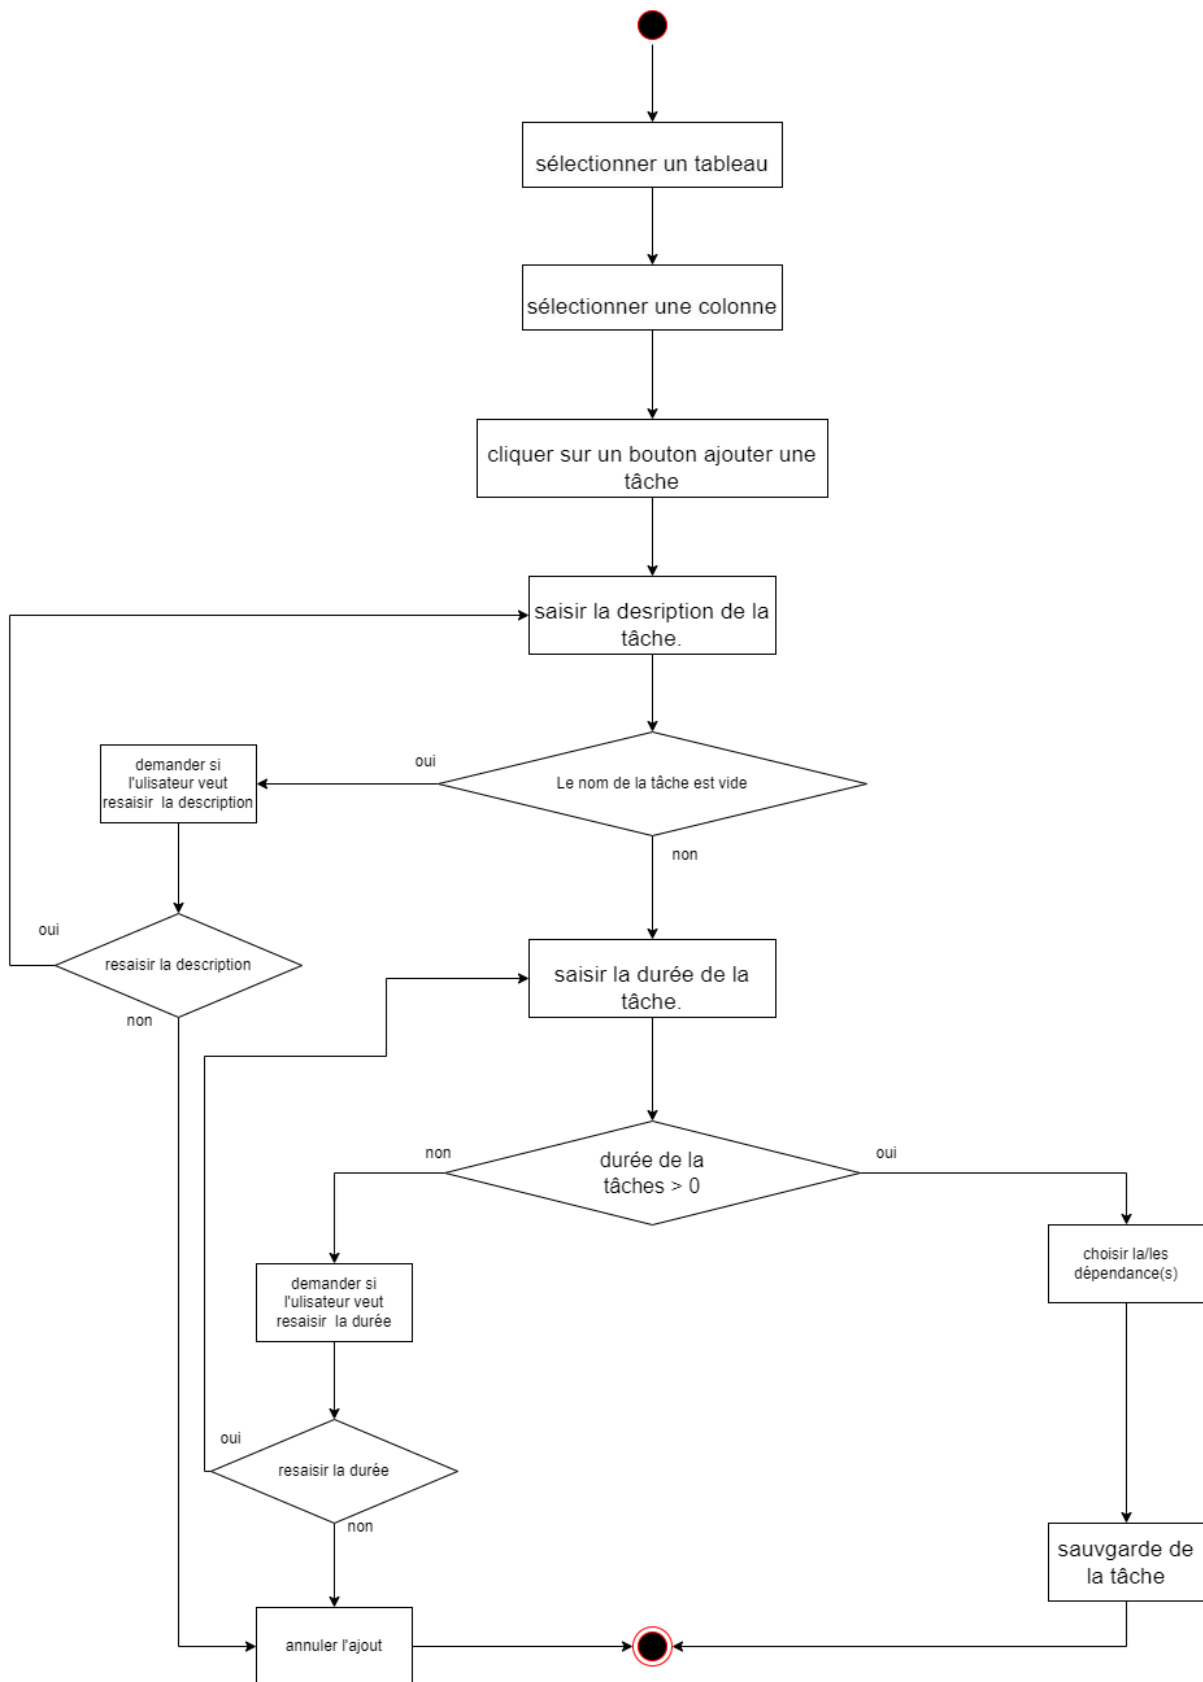 sélectionner un tableau
sélectionner une colonne
cliquer sur un bouton ajouter une
tâche
saisir la desription de la
tâche.
Le nom de la tâche est vide
oui
non
demander si
l'ulisateur veut
resaisir la description
resaisir la description
oui
non
saisir la durée de la
tâche.
durée de la
tâches > 0
non
oui
demander si
l'ulisateur veut
resaisir la durée
choisir la/les
dépendance(s)
resaisir la durée
oui
non
sauvgarde de
la tâche
annuler l'ajout